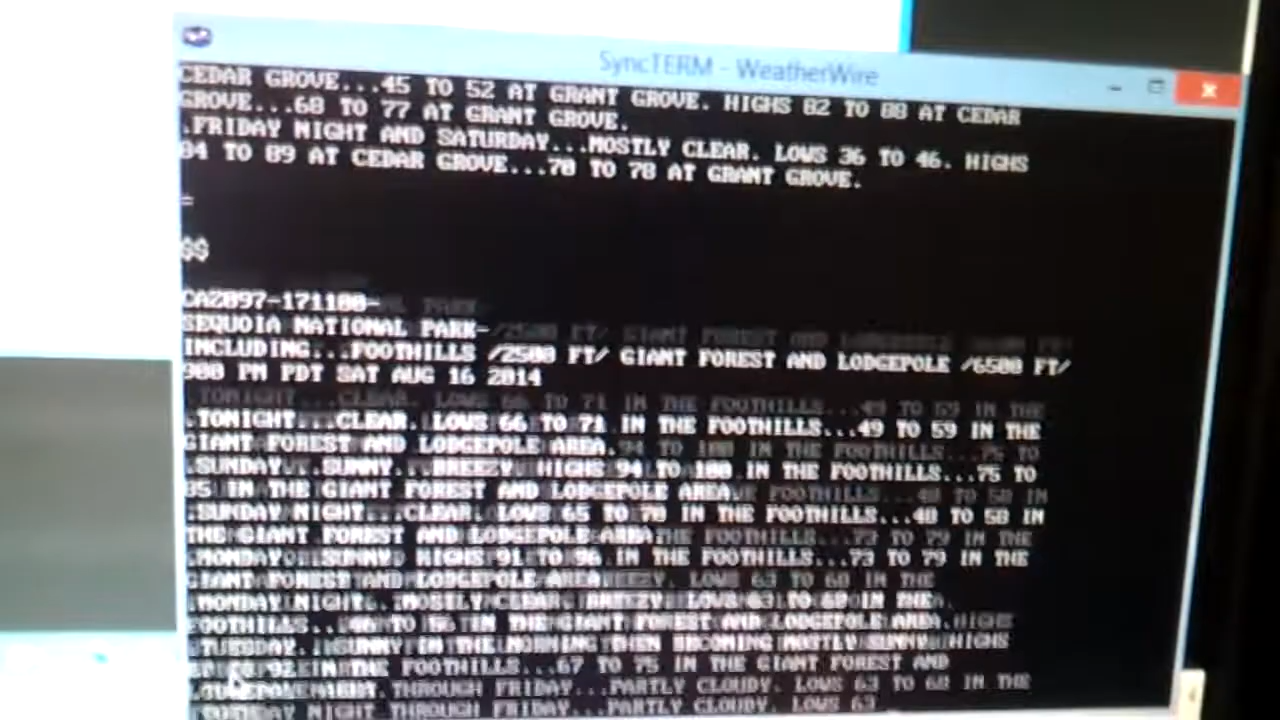 SyncTERM - WeatherWire
CEDAR GROVE...45 TO 52 AT GRANT GROVE. HIGHS 82 TO 88 AT CEDAR
GROVE...68 TO 77 AT GRANT GROVE.
.FRIDAY NIGHT AND SATURDAY...MOSTLY CLEAR. LOWS 36 TO 46. HIGHS
84 TO 89 AT CEDAR GROVE...70 TO 78 AT GRANT GROVE.
=
$$
CAZ097-171100-
SEQUOIA NATIONAL PARK-
INCLUDING...FOOTHILLS /2500 FT/ GIANT FOREST AND LODGEPOLE /6500 FT/
900 PM PDT SAT AUG 16 2014
.TONIGHT...CLEAR. LOWS 66 TO 71 IN THE FOOTHILLS...49 TO 59 IN THE
GIANT FOREST AND LODGEPOLE AREA.
.SUNDAY...SUNNY. BREEZY. HIGHS 94 TO 100 IN THE FOOTHILLS...75 TO
85 IN THE GIANT FOREST AND LODGEPOLE AREA.
.SUNDAY NIGHT...CLEAR. LOWS 65 TO 70 IN THE FOOTHILLS...48 TO 58 IN
THE GIANT FOREST AND LODGEPOLE AREA.
.MONDAY...SUNNY. HIGHS 91 TO 96 IN THE FOOTHILLS...73 TO 79 IN THE
GIANT FOREST AND LODGEPOLE AREA.
.MONDAY NIGHT...MOSTLY CLEAR. BREEZY. LOWS 63 TO 68 IN THE
FOOTHILLS...46 TO 56 IN THE GIANT FOREST AND LODGEPOLE AREA.
.TUESDAY...SUNNY IN THE MORNING THEN BECOMING MOSTLY SUNNY. HIGHS
92 IN THE FOOTHILLS...67 TO 75 IN THE GIANT FOREST AND
NIGHT THROUGH FRIDAY...PARTLY CLOUDY. LOWS 63